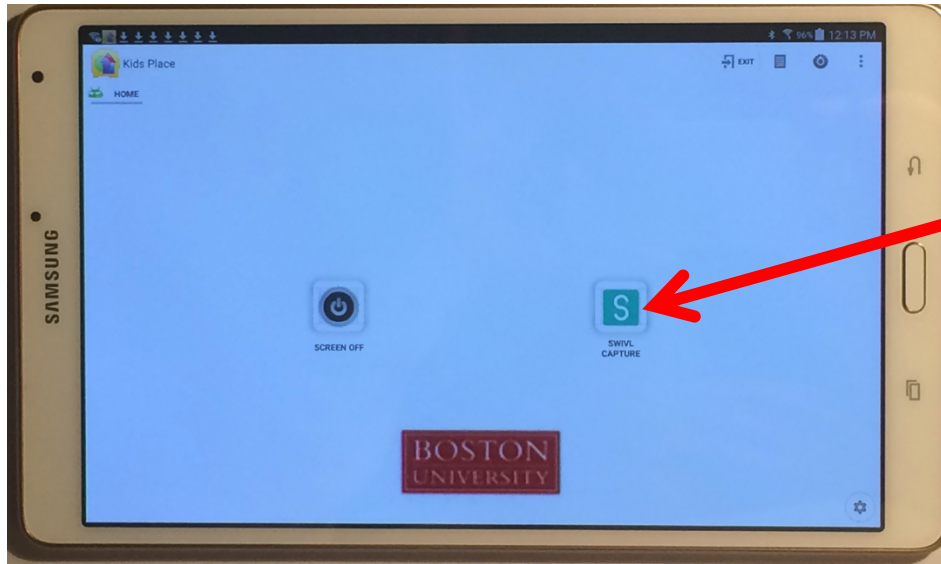 96% 12:13 PM
Kids Place
EXIT
HOME
SAMSUNG
S
SCREEN OFF
SWIVL
CAPTURE
BOSTON
UNIVERSITY